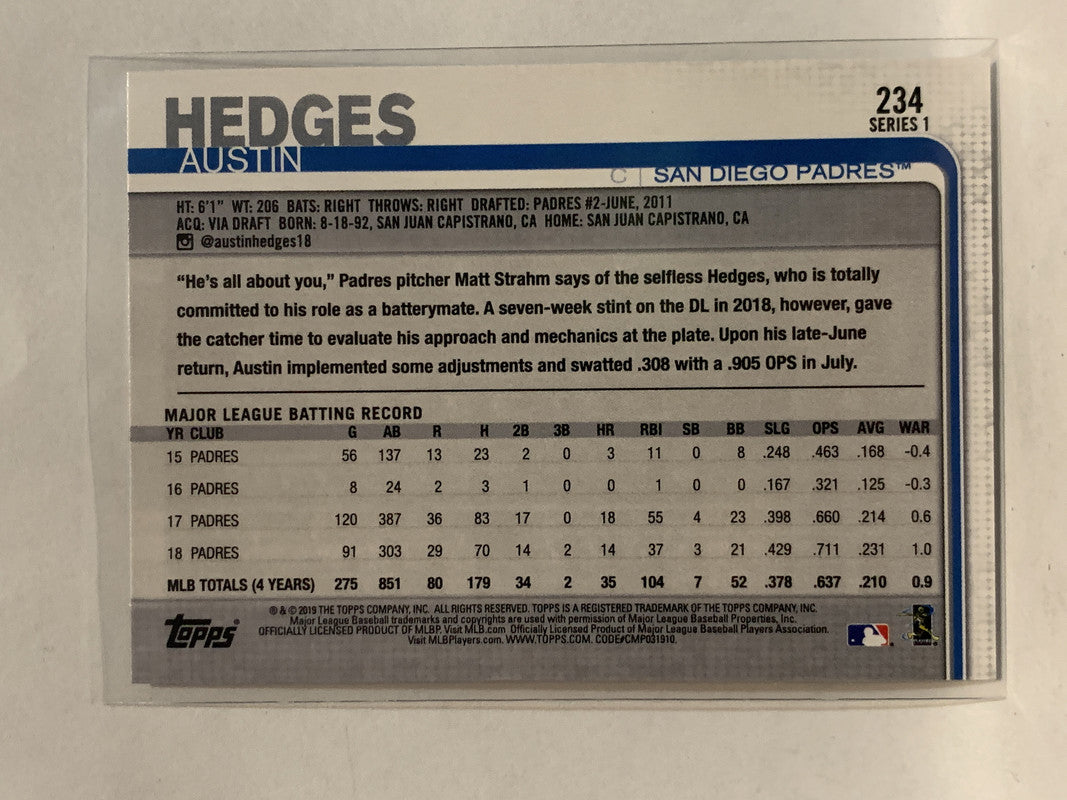 HEDGES
234
SERIES 1
AUSTIN
C | SAN DIEGO PADRES™
HT: 6'1" WT: 206 BATS: RIGHT THROWS: RIGHT DRAFTED: PADRES #2-JUNE, 2011
ACQ: VIA DRAFT BORN: 8-18-92, SAN JUAN CAPISTRANO, CA HOME: SAN JUAN CAPISTRANO, CA
@austinhedges18
“He's all about you,” Padres pitcher Matt Strahm says of the selfless Hedges, who is totally
committed to his role as a batterymate. A seven-week stint on the DL in 2018, however, gave
the catcher time to evaluate his approach and mechanics at the plate. Upon his late-June
return, Austin implemented some adjustments and swatted .308 with a .905 OPS in July.
MAJOR LEAGUE BATTING RECORD
YR CLUB G AB R H 2B 3B HR RBI SB BB SLG OPS AVG WAR
15 PADRES 56 137 13 23 2 0 3 11 0 8 .248 .463 .168 -0.4
16 PADRES 8 24 2 3 1 0 0 1 0 0 .167 .321 .125 -0.3
17 PADRES 120 387 36 83 17 0 18 55 4 23 .398 .660 .214 0.6
18 PADRES 91 303 29 70 14 2 14 37 3 21 .429 .711 .231 1.0
MLB TOTALS (4 YEARS) 275 851 80 179 34 2 35 104 7 52 .378 .637 .210 0.9
® & © 2019 THE TOPPS COMPANY, INC. ALL RIGHTS RESERVED. TOPPS IS A REGISTERED TRADEMARK OF THE TOPPS COMPANY, INC.
Major League Baseball trademarks and copyrights are used with permission of Major League Baseball Properties, Inc.
OFFICIALLY LICENSED PRODUCT OF MLBP. Visit MLB.com Officially Licensed Product of Major League Baseball Players Association.
Visit MLBPlayers.com. WWW.TOPPS.COM. CODE#CMP031910.
topps®